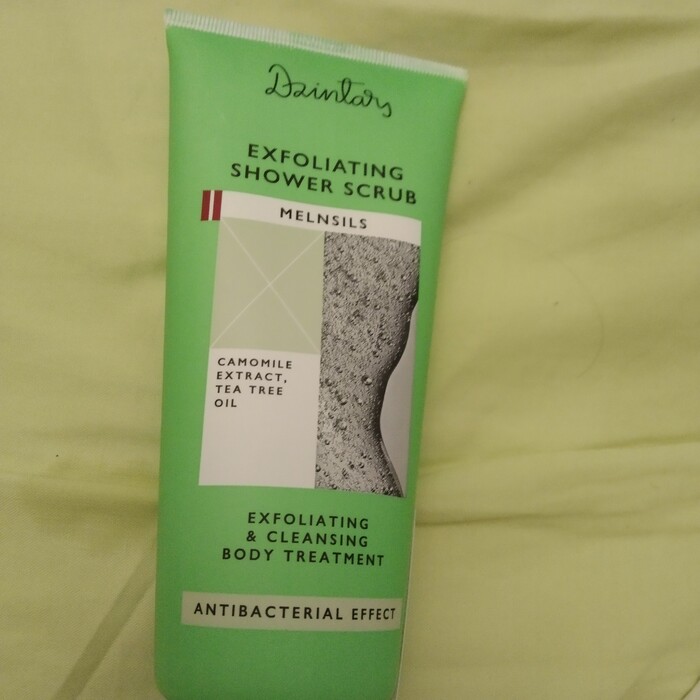 Dzintars
EXFOLIATING
SHOWER SCRUB
MELNSILS
CAMOMILE
EXTRACT,
TEA TREE
OIL
EXFOLIATING
& CLEANSING
BODY TREATMENT
ANTIBACTERIAL EFFECT